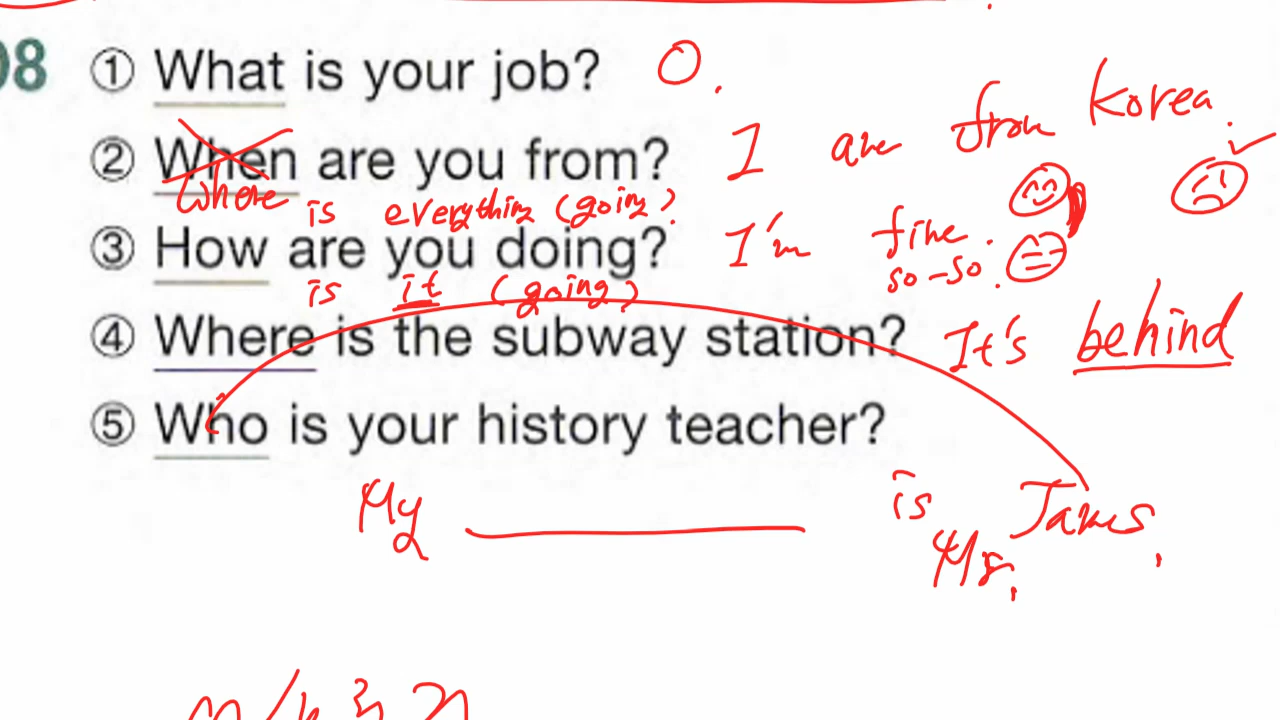 08 ① What is your job? O.
② When are you from? I are from Korea.
Where is everything (going)?
③ How are you doing? I'm fine.
is it (going) so-so.
④ Where is the subway station? It's behind
⑤ Who is your history teacher?
My is James.
Mr.